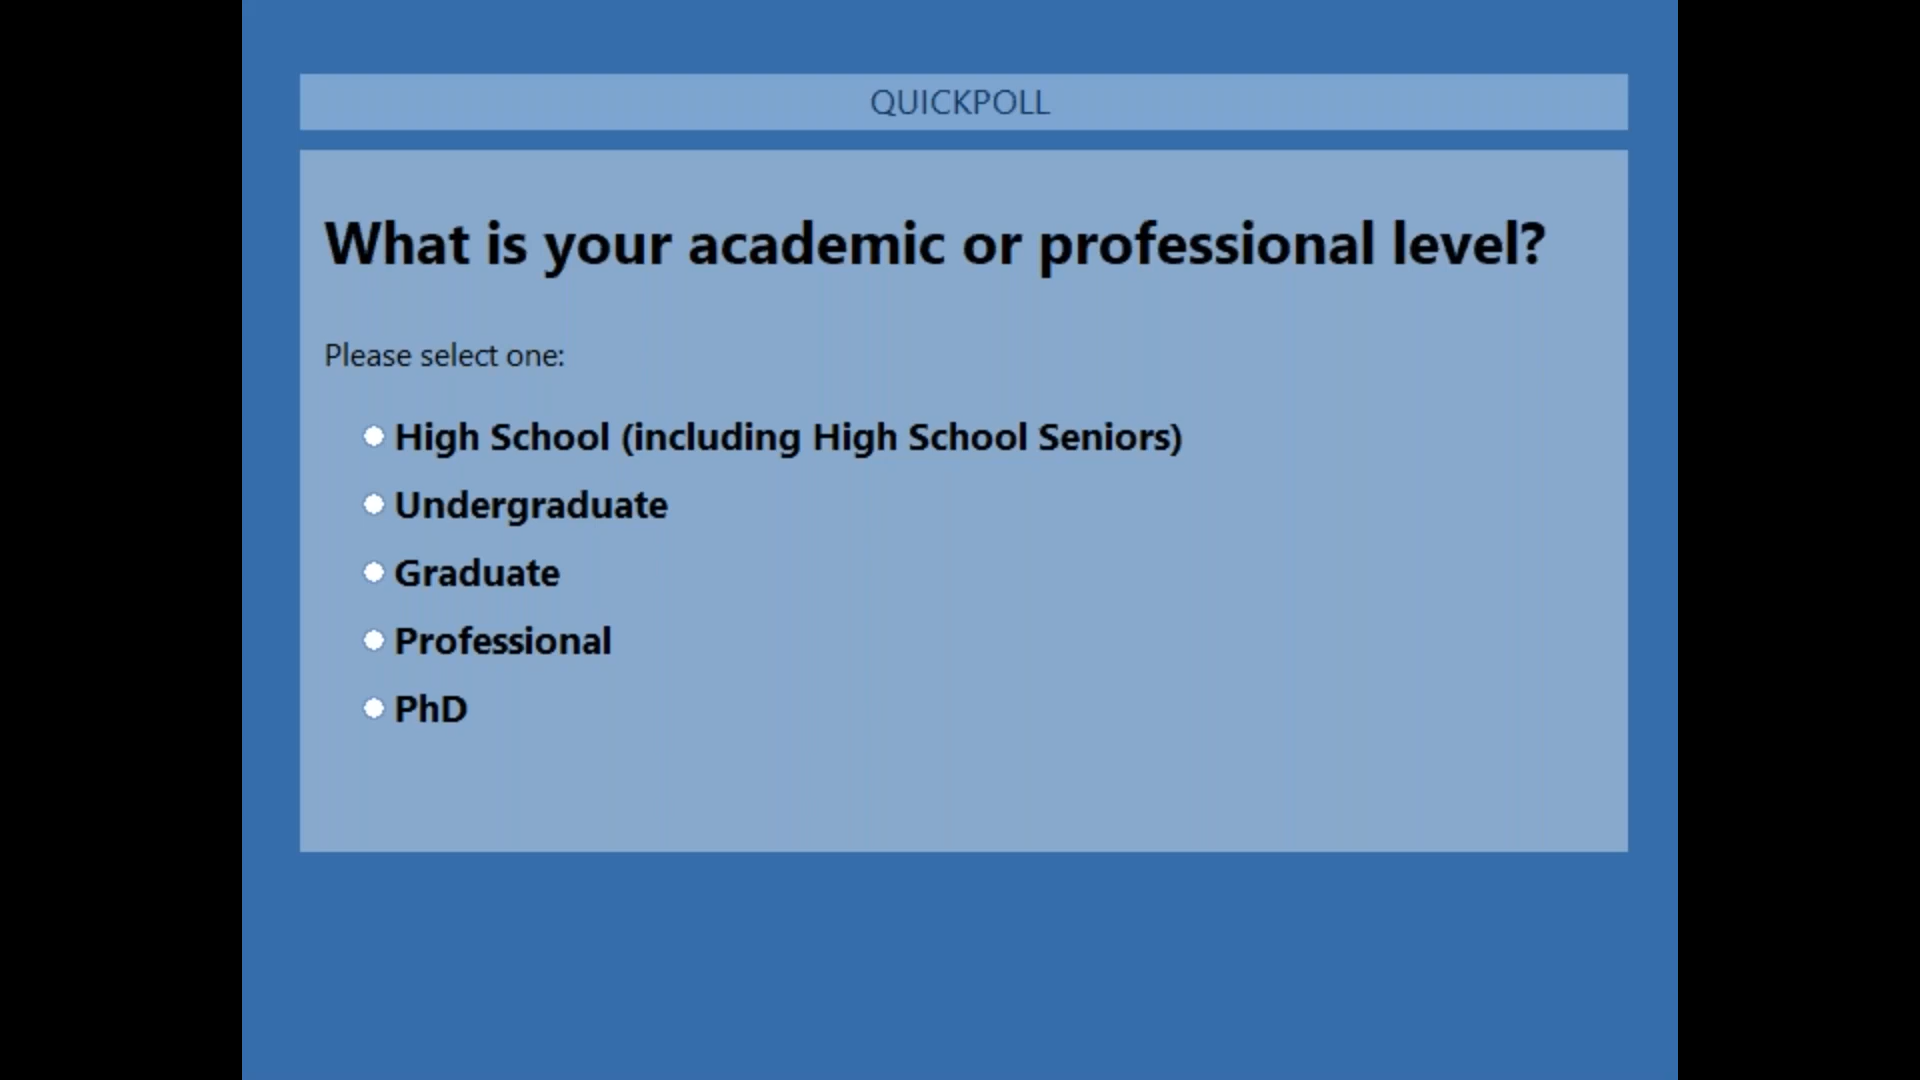 QUICKPOLL
What is your academic or professional level?
Please select one:
High School (including High School Seniors)
Undergraduate
Graduate
Professional
PhD